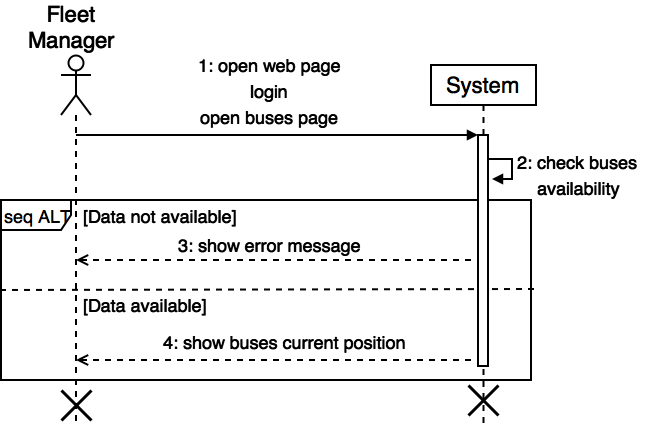 Fleet
Manager
1: open web page
login
open buses page
System
2: check buses
availability
seq ALT
[Data not available]
3: show error message
[Data available]
4: show buses current position